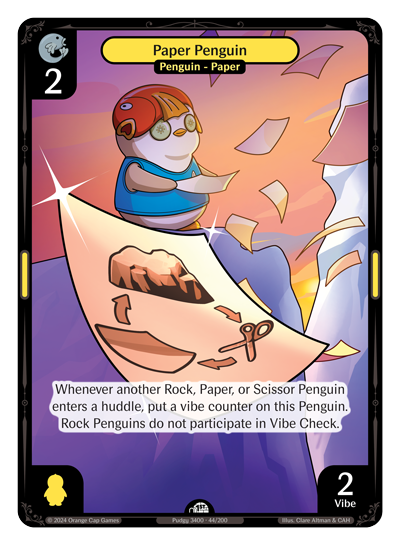 Paper Penguin
Penguin - Paper
2
Whenever another Rock, Paper, or Scissor Penguin
enters a huddle, put a vibe counter on this Penguin.
Rock Penguins do not participate in Vibe Check.
2
Vibe
© 2024 Orange Cap Games
Pudgy 3400 · 44/200
Illus. Clare Altman & CAH